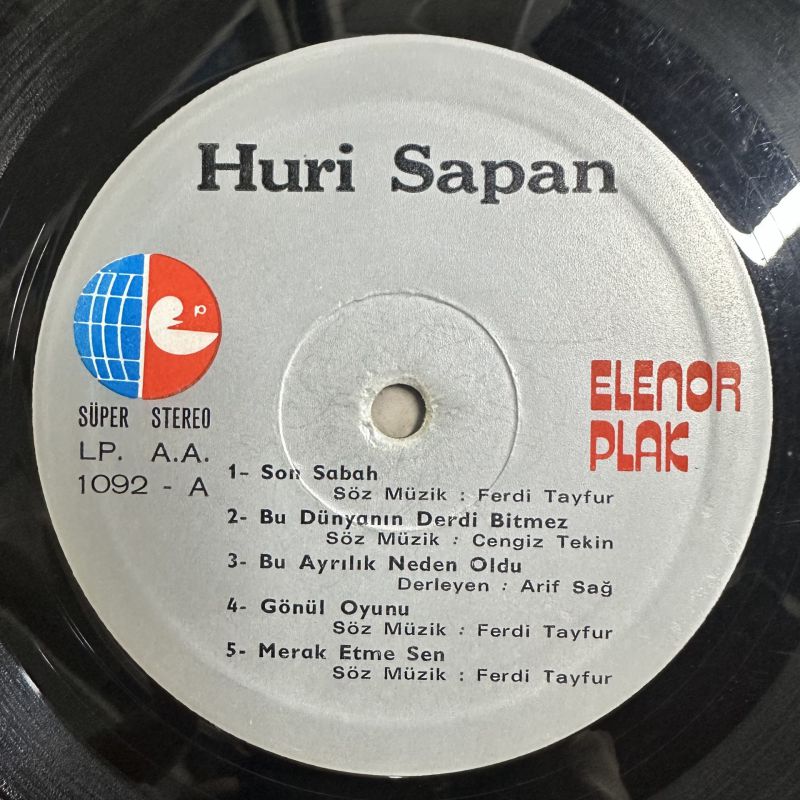 Huri Sapan
SÜPER STEREO
LP. A.A.
1092 - A
ELENOR
PLAK
1- Son Sabah
Söz Müzik : Ferdi Tayfur
2- Bu Dünyanın Derdi Bitmez
Söz Müzik : Cengiz Tekin
3- Bu Ayrılık Neden Oldu
Derleyen : Arif Sağ
4- Gönül Oyunu
Söz Müzik : Ferdi Tayfur
5- Merak Etme Sen
Söz Müzik : Ferdi Tayfur